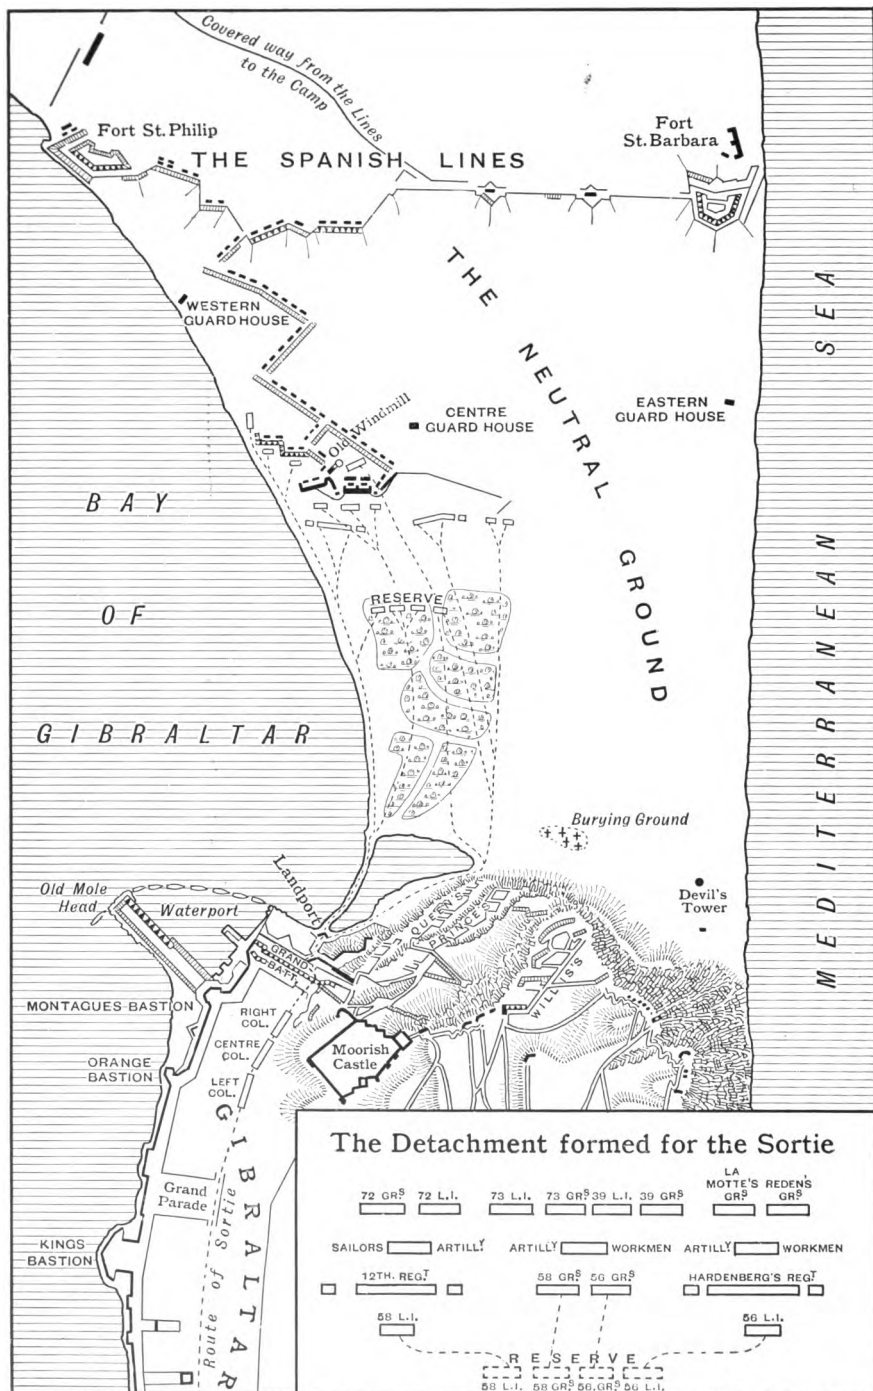 Covered way from the Lines
to the Camp
Fort St. Philip
Fort
St. Barbara
THE SPANISH LINES
THE NEUTRAL GROUND
WESTERN
GUARD HOUSE
Old Windmill
CENTRE
GUARD HOUSE
EASTERN
GUARD HOUSE
BAY
OF
GIBRALTAR
MEDITERRANEAN SEA
RESERVE
Burying Ground
Devil's
Tower
Old Mole
Head
Waterport
Landport
GRAND
BATT.
QUEEN'S
PRINCES
WILLIS'S
MONTAGUES BASTION
RIGHT
COL.
CENTRE
COL.
LEFT
COL.
ORANGE
BASTION
Moorish
Castle
GIBRALTAR
Grand
Parade
Route of Sortie
KINGS
BASTION
The Detachment formed for the Sortie
72 GRS 72 L.I. 73 L.I. 73 GRS 39 L.I. 39 GRS
LA
MOTTE'S REDEN'S
GRS GRS
SAILORS ARTILLY ARTILLY WORKMEN ARTILLY WORKMEN
12TH. REGT 58 GRS 56 GRS HARDENBERG'S REGT
58 L.I. 56 L.I.
RESERVE
58 L.I. 58 GRS 56 GRS 56 L.I.